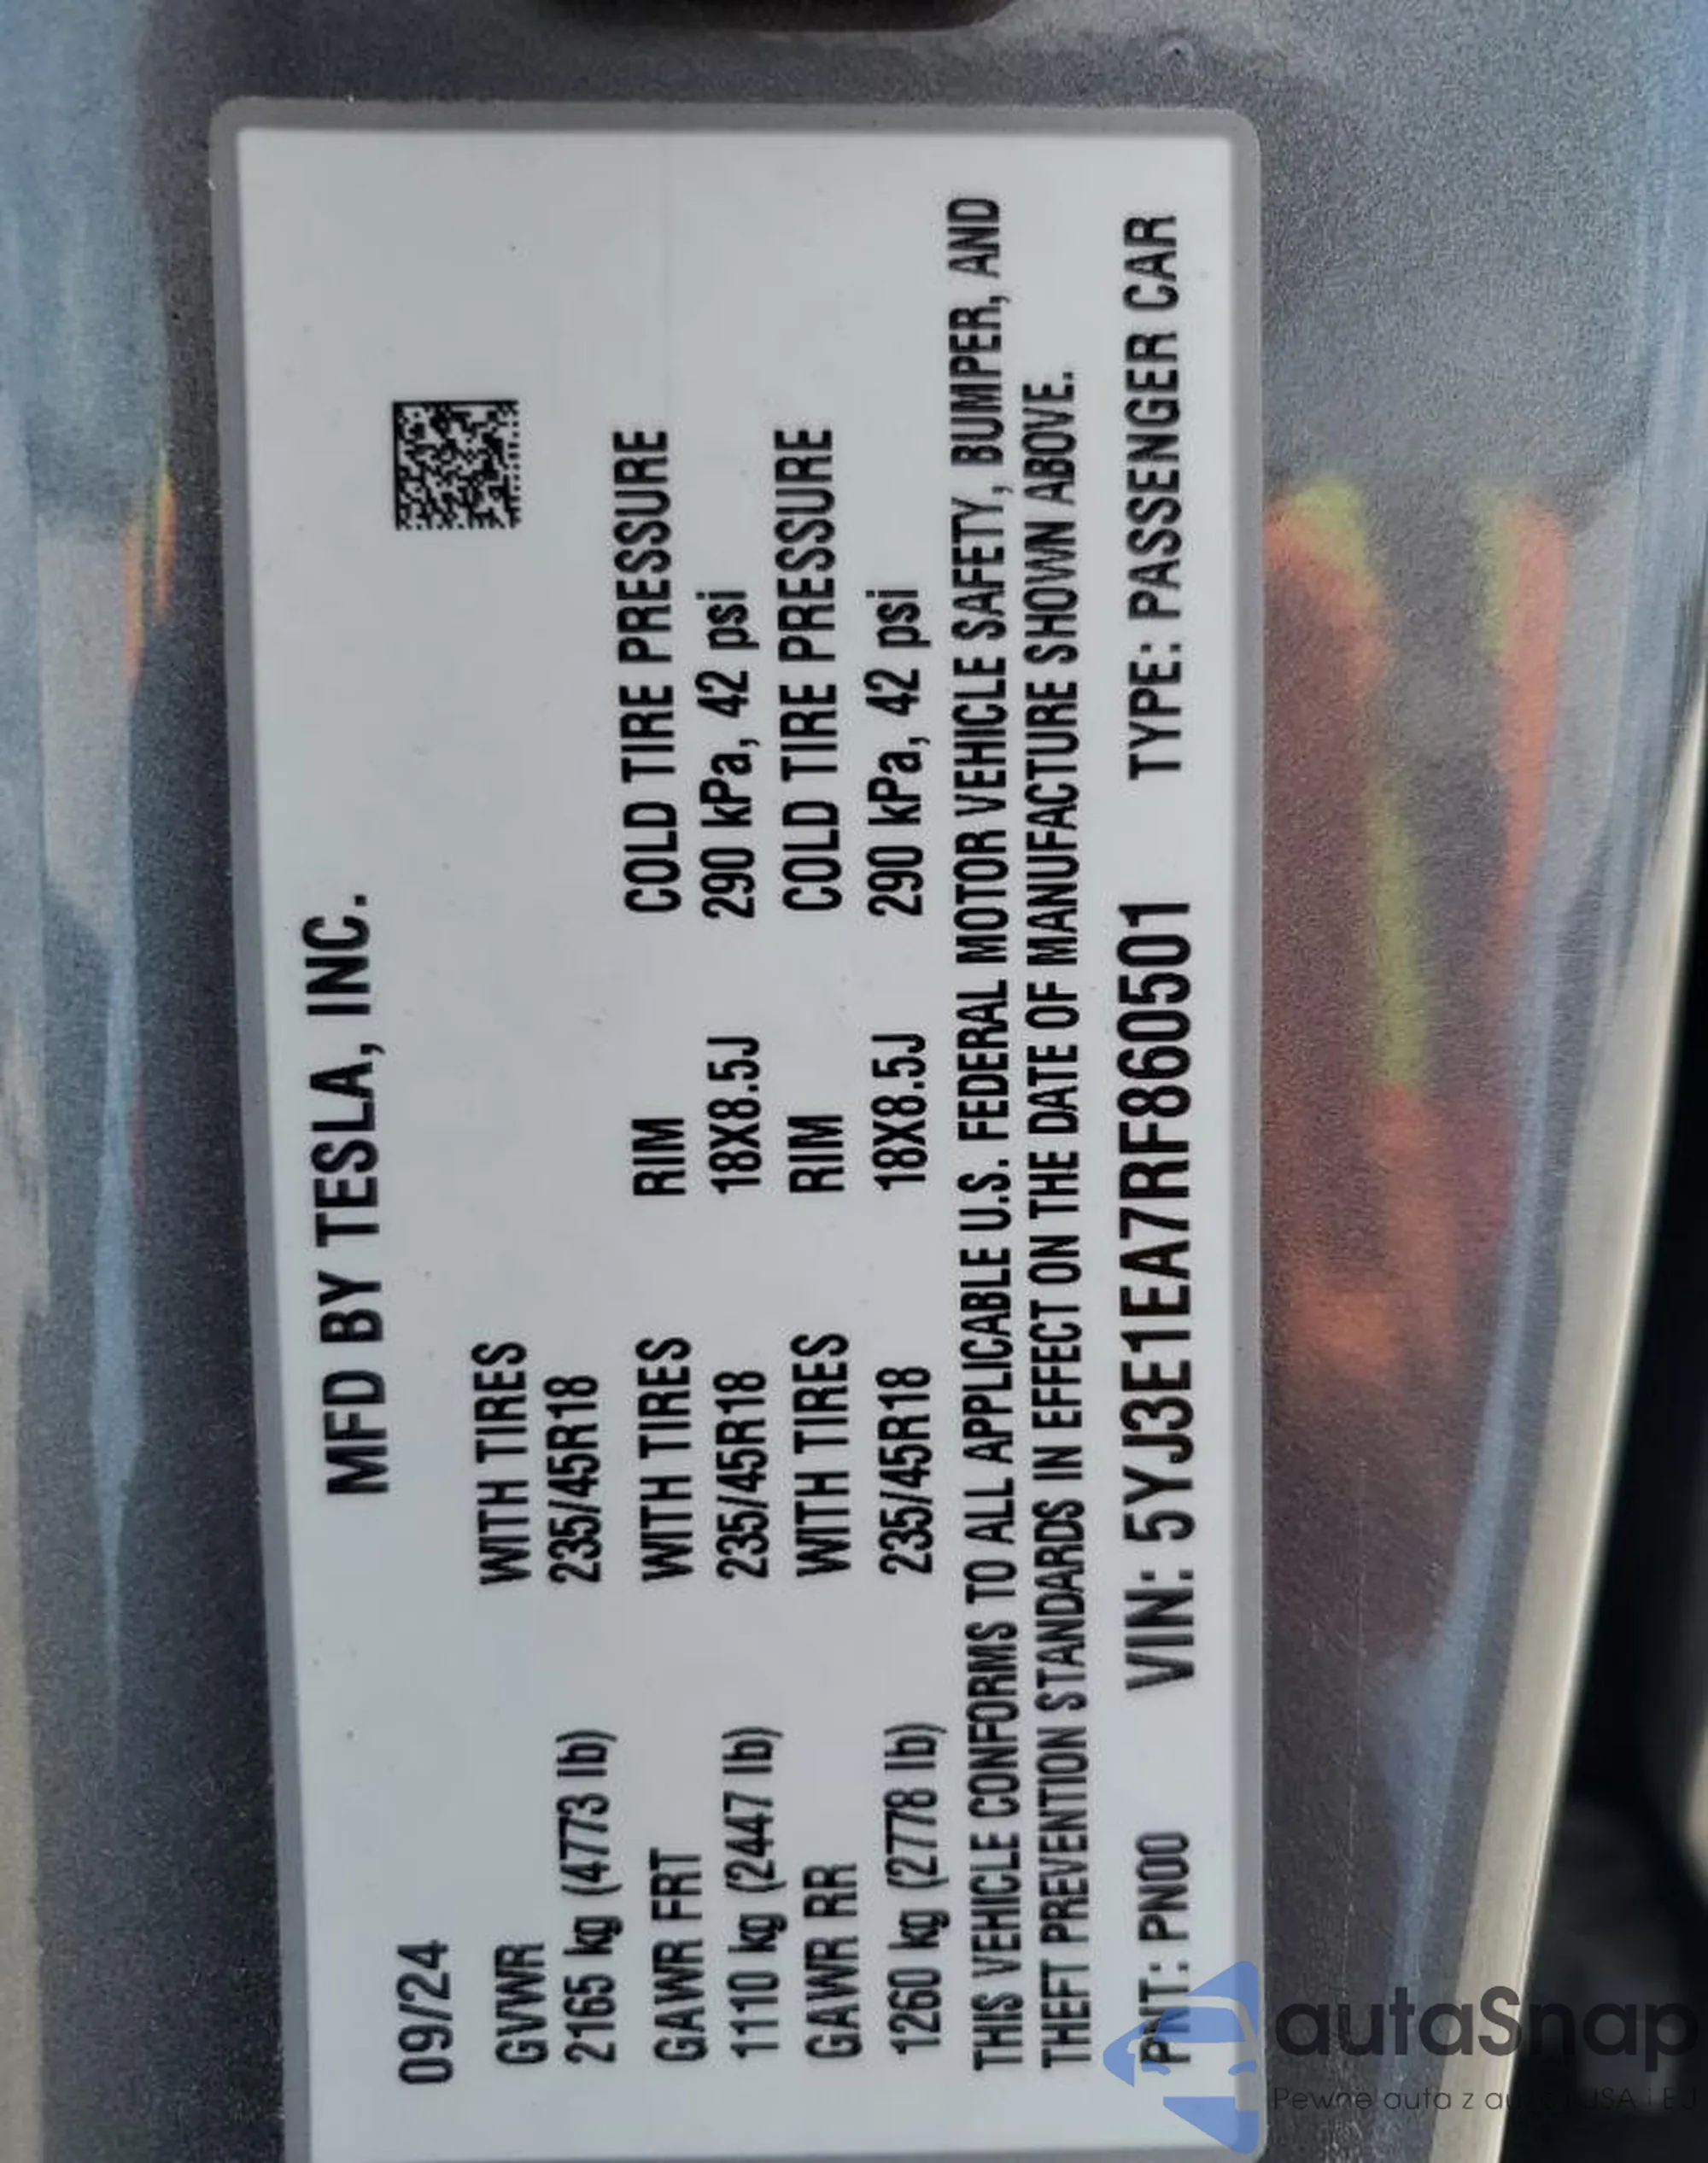 MFD BY TESLA, INC.
09/24
GVWR WITH TIRES
2165 kg (4773 lb) 235/45R18
GAWR FRT WITH TIRES RIM COLD TIRE PRESSURE
1110 kg (2447 lb) 235/45R18 18X8.5J 290 kPa, 42 psi
GAWR RR WITH TIRES RIM COLD TIRE PRESSURE
1260 kg (2778 lb) 235/45R18 18X8.5J 290 kPa, 42 psi
THIS VEHICLE CONFORMS TO ALL APPLICABLE U.S. FEDERAL MOTOR VEHICLE SAFETY, BUMPER, AND
THEFT PREVENTION STANDARDS IN EFFECT ON THE DATE OF MANUFACTURE SHOWN ABOVE.
PNT: PN00 VIN: 5YJ3E1EA7RF860501 TYPE: PASSENGER CAR
autaSnap
Pewne auta z USA i